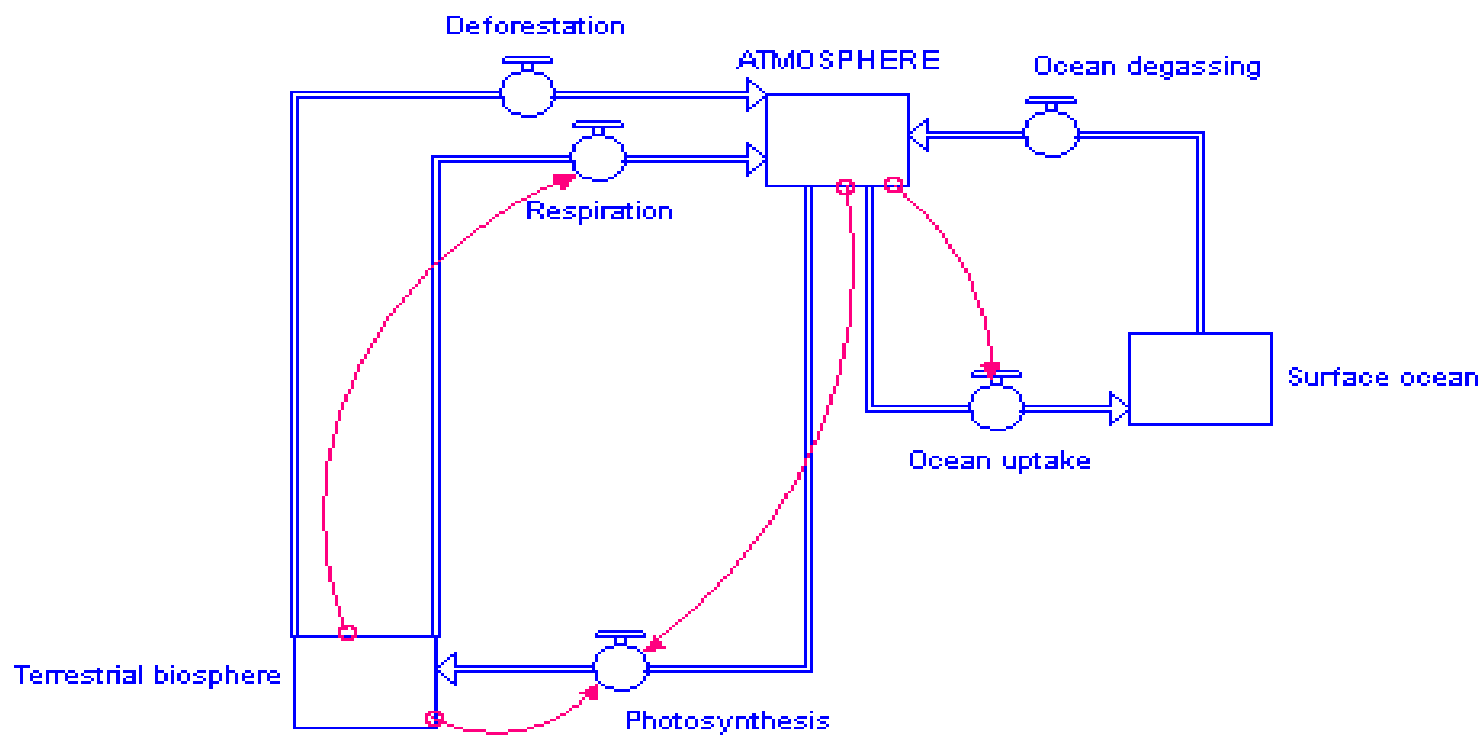 Deforestation
ATMOSPHERE
Ocean degassing
Respiration
Surface ocean
Ocean uptake
Terrestrial biosphere
Photosynthesis